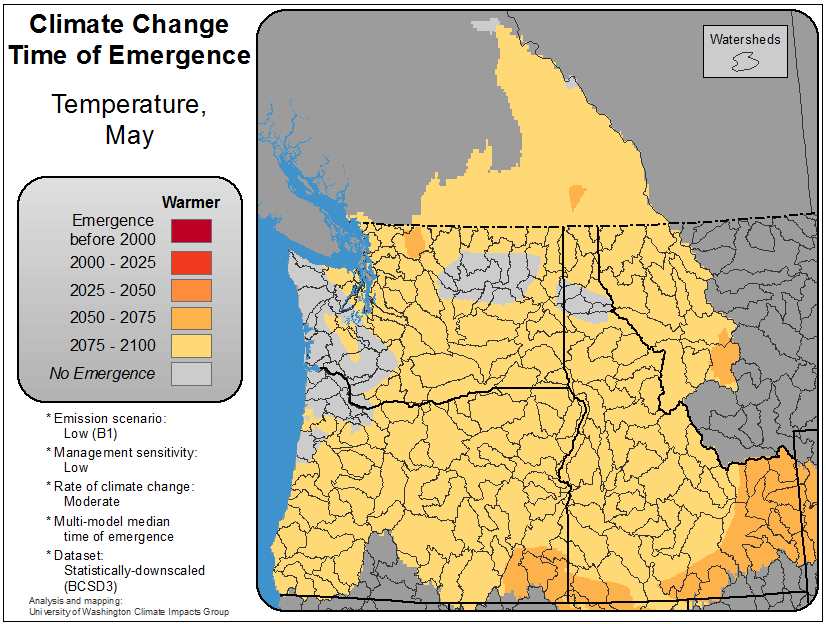 Climate Change
Time of Emergence
Temperature,
May
Warmer
Emergence
before 2000
2000 - 2025
2025 - 2050
2050 - 2075
2075 - 2100
No Emergence
* Emission scenario:
Low (B1)
* Management sensitivity:
Low
* Rate of climate change:
Moderate
* Multi-model median
time of emergence
* Dataset:
Statistically-downscaled
(BCSD3)
Analysis and mapping:
University of Washington Climate Impacts Group
Watersheds